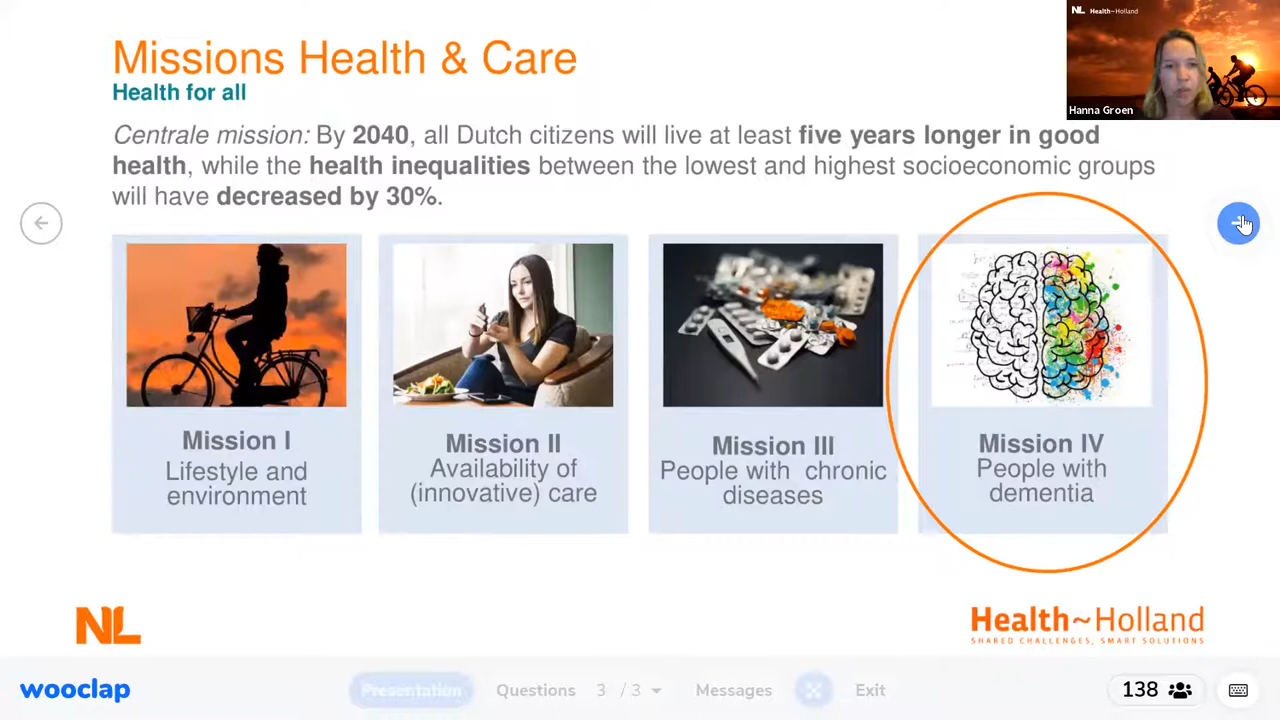 Missions Health & Care
Health for all
Centrale mission: By 2040, all Dutch citizens will live at least five years longer in good
health, while the health inequalities between the lowest and highest socioeconomic groups
will have decreased by 30%.
NL Health~Holland
Hanna Groen
Mission I
Lifestyle and
environment
Mission II
Availability of
(innovative) care
Mission III
People with chronic
diseases
Mission IV
People with
dementia
NL
Health~Holland
SHARED CHALLENGES, SMART SOLUTIONS
wooclap
Presentation
Questions 3 / 3
Messages
Exit
138